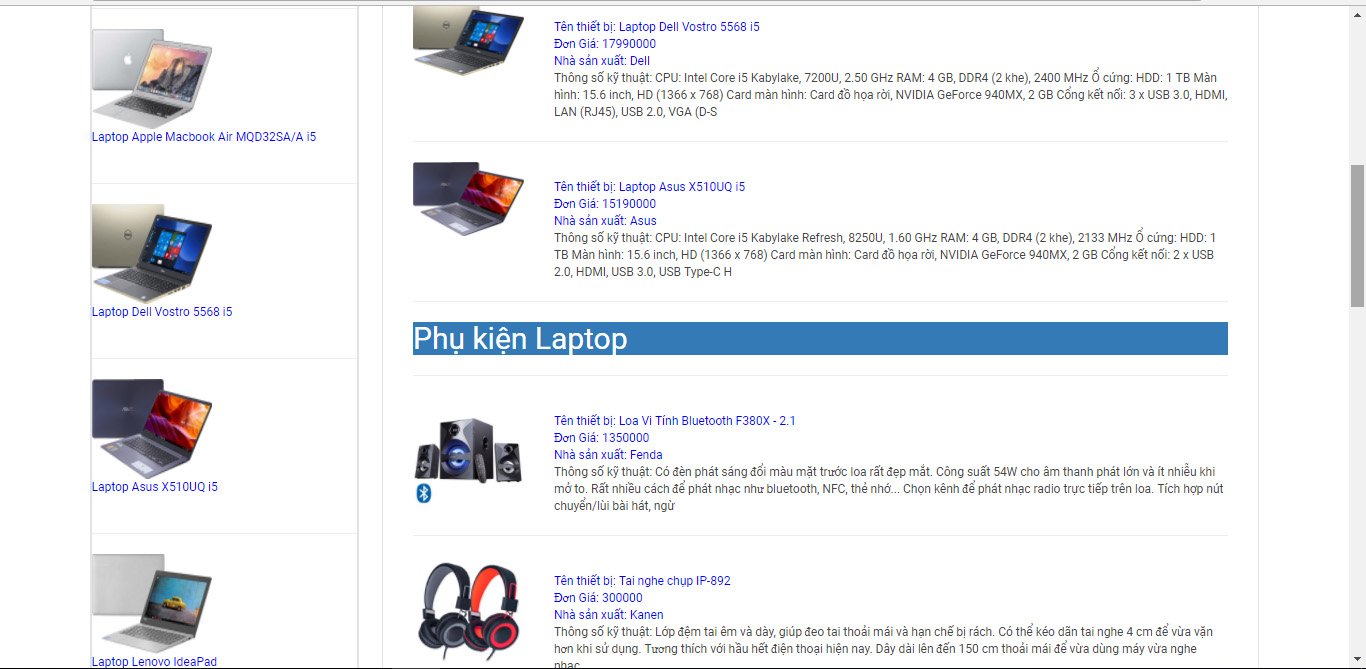 Laptop Apple Macbook Air MQD32SA/A i5
Laptop Dell Vostro 5568 i5
Laptop Asus X510UQ i5
Laptop Lenovo IdeaPad
Tên thiết bị: Laptop Dell Vostro 5568 i5
Đơn Giá: 17990000
Nhà sản xuất: Dell
Thông số kỹ thuật: CPU: Intel Core i5 Kabylake, 7200U, 2.50 GHz RAM: 4 GB, DDR4 (2 khe), 2400 MHz Ổ cứng: HDD: 1 TB Màn
hình: 15.6 inch, HD (1366 x 768) Card màn hình: Card đồ họa rời, NVIDIA GeForce 940MX, 2 GB Cổng kết nối: 3 x USB 3.0, HDMI,
LAN (RJ45), USB 2.0, VGA (D-S
Tên thiết bị: Laptop Asus X510UQ i5
Đơn Giá: 15190000
Nhà sản xuất: Asus
Thông số kỹ thuật: CPU: Intel Core i5 Kabylake Refresh, 8250U, 1.60 GHz RAM: 4 GB, DDR4 (2 khe), 2133 MHz Ổ cứng: HDD: 1
TB Màn hình: 15.6 inch, HD (1366 x 768) Card màn hình: Card đồ họa rời, NVIDIA GeForce 940MX, 2 GB Cổng kết nối: 2 x USB
2.0, HDMI, USB 3.0, USB Type-C H
Phụ kiện Laptop
Tên thiết bị: Loa Vi Tính Bluetooth F380X - 2.1
Đơn Giá: 1350000
Nhà sản xuất: Fenda
Thông số kỹ thuật: Có đèn phát sáng đổi màu mặt trước loa rất đẹp mắt. Công suất 54W cho âm thanh phát lớn và ít nhiễu khi
mở to. Rất nhiều cách để phát nhạc như bluetooth, NFC, thẻ nhớ... Chọn kênh để phát nhạc radio trực tiếp trên loa. Tích hợp nút
chuyển/lùi bài hát, ngừ
Tên thiết bị: Tai nghe chụp IP-892
Đơn Giá: 300000
Nhà sản xuất: Kanen
Thông số kỹ thuật: Lớp đệm tai êm và dày, giúp đeo tai thoải mái và hạn chế bị rách. Có thể kéo dãn tai nghe 4 cm để vừa vặn
hơn khi sử dụng. Tương thích với hầu hết điện thoại hiện nay. Dây dài lên đến 150 cm thoải mái để vừa dùng máy vừa nghe
nhạc